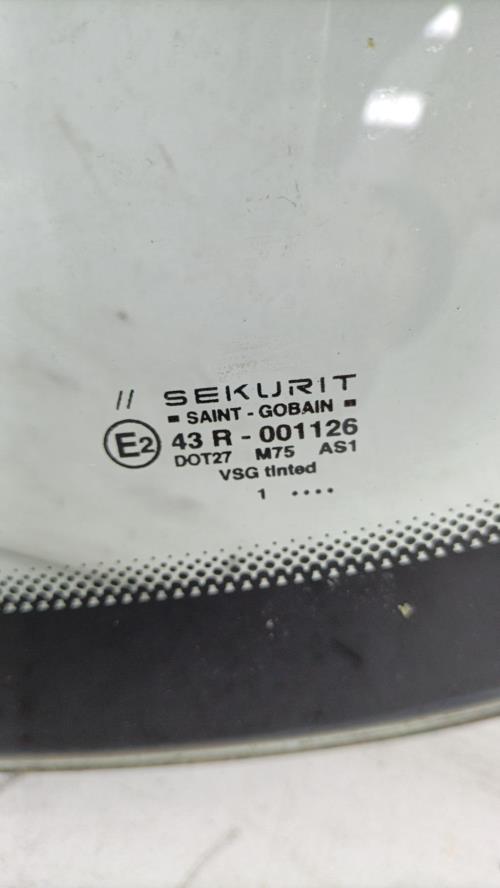 // SEKURIT
SAINT - GOBAIN
E2 43 R - 001126
DOT27 M75 AS1
VSG tInted
1 ••••